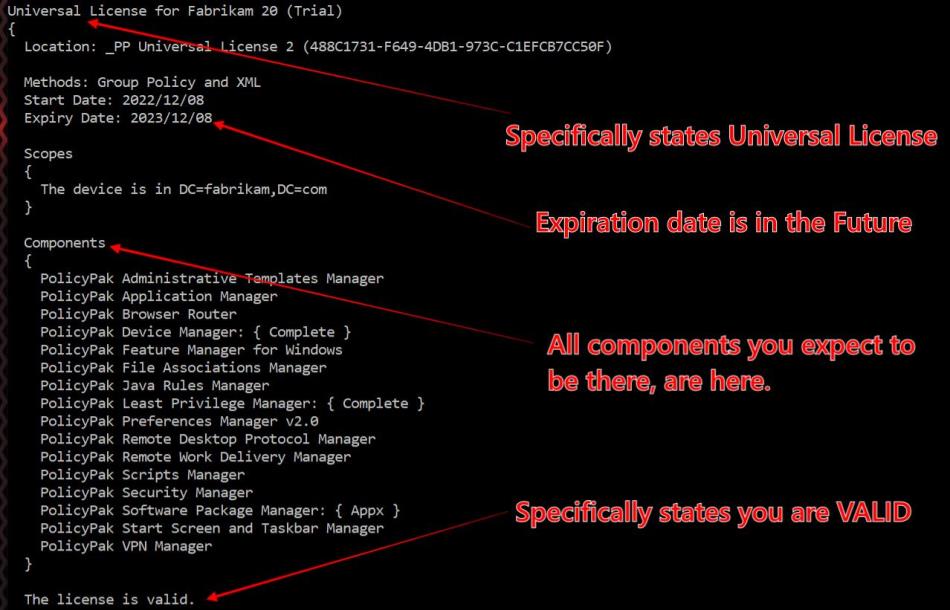 Universal License for Fabrikam 20 (Trial)
{
Location: _PP Universal License 2 (488C1731-F649-4DB1-973C-C1EFCB7CC50F)
Methods: Group Policy and XML
Start Date: 2022/12/08
Expiry Date: 2023/12/08
Specifically states Universal License
Scopes
{
The device is in DC=fabrikam,DC=com
}
Expiration date is in the Future
Components
{
PolicyPak Administrative Templates Manager
PolicyPak Application Manager
PolicyPak Browser Router
PolicyPak Device Manager: { Complete }
PolicyPak Feature Manager for Windows
PolicyPak File Associations Manager
PolicyPak Java Rules Manager
PolicyPak Least Privilege Manager: { Complete }
PolicyPak Preferences Manager v2.0
PolicyPak Remote Desktop Protocol Manager
PolicyPak Remote Work Delivery Manager
PolicyPak Scripts Manager
PolicyPak Security Manager
PolicyPak Software Package Manager: { Appx }
PolicyPak Start Screen and Taskbar Manager
PolicyPak VPN Manager
}
All components you expect to
be there, are here.
Specifically states you are VALID
The license is valid.